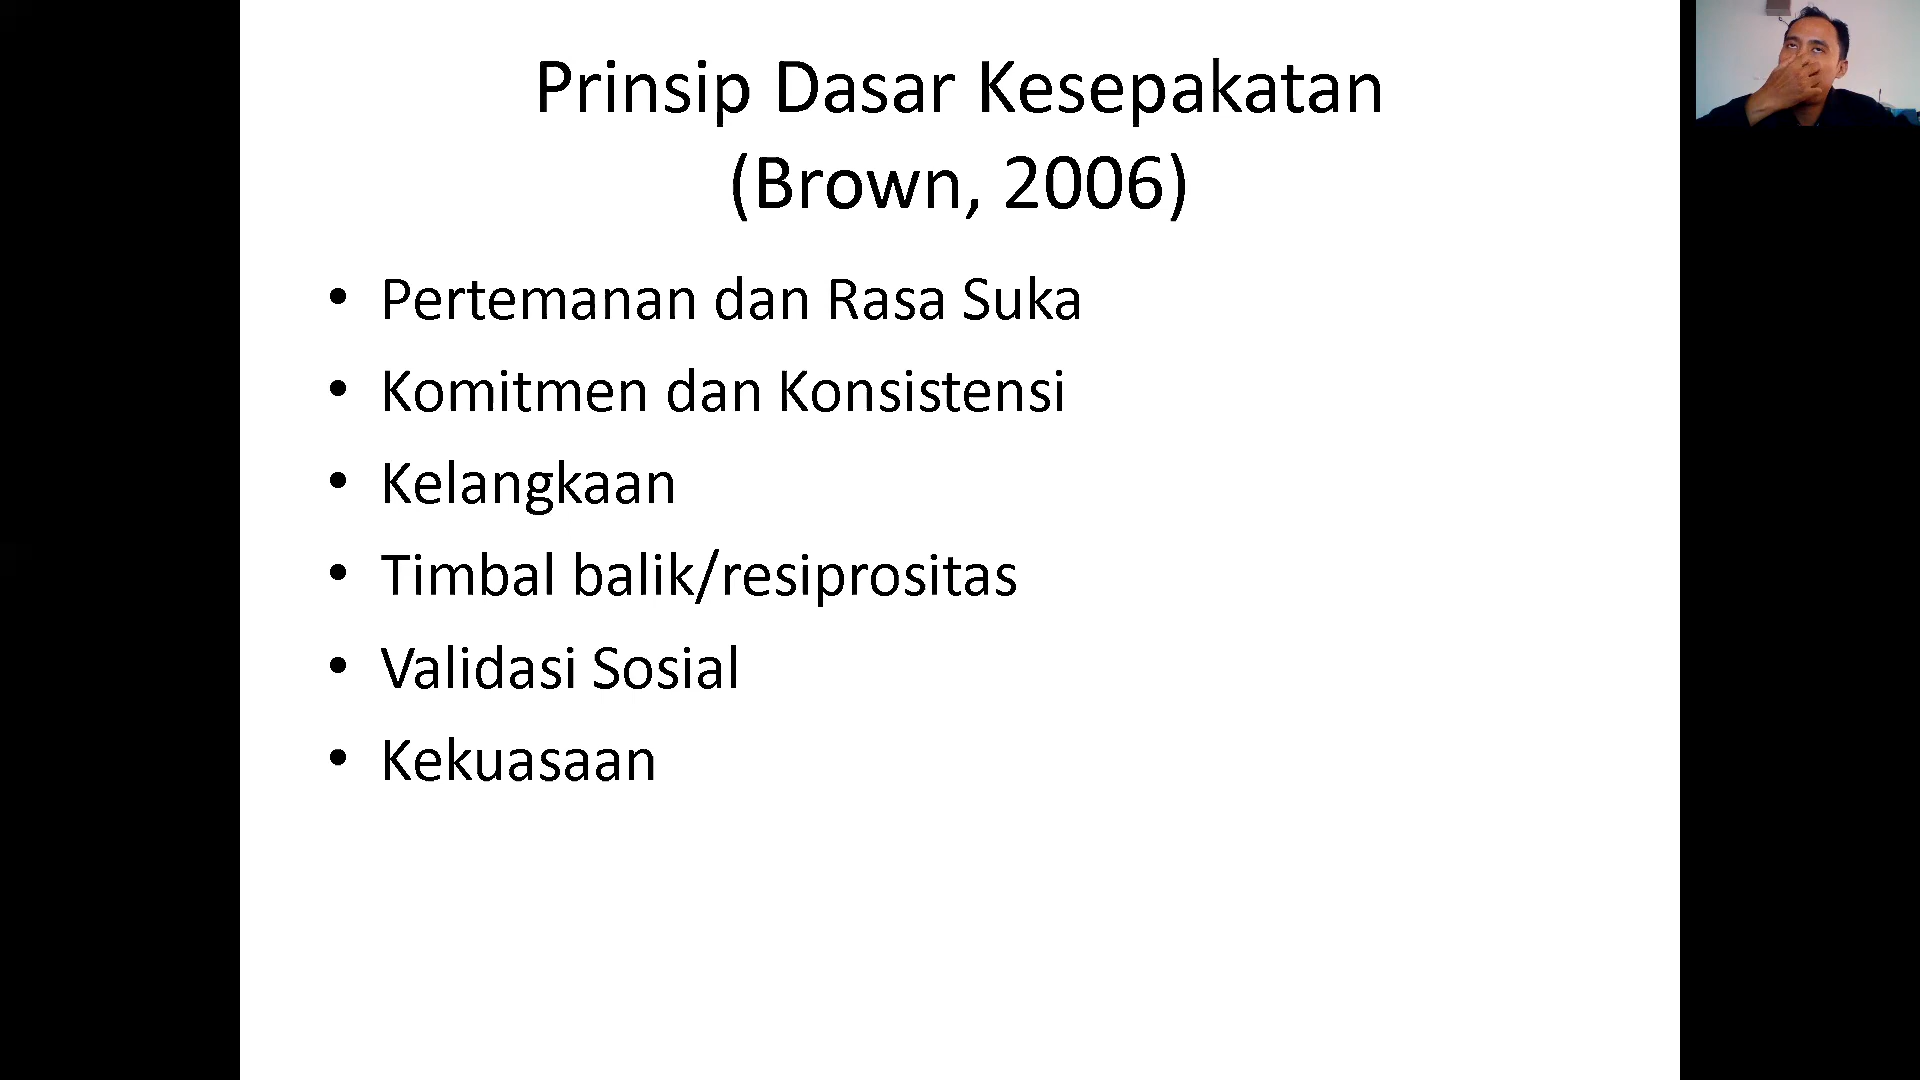 Prinsip Dasar Kesepakatan
(Brown, 2006)
• Pertemanan dan Rasa Suka
• Komitmen dan Konsistensi
• Kelangkaan
• Timbal balik/resiprositas
• Validasi Sosial
• Kekuasaan